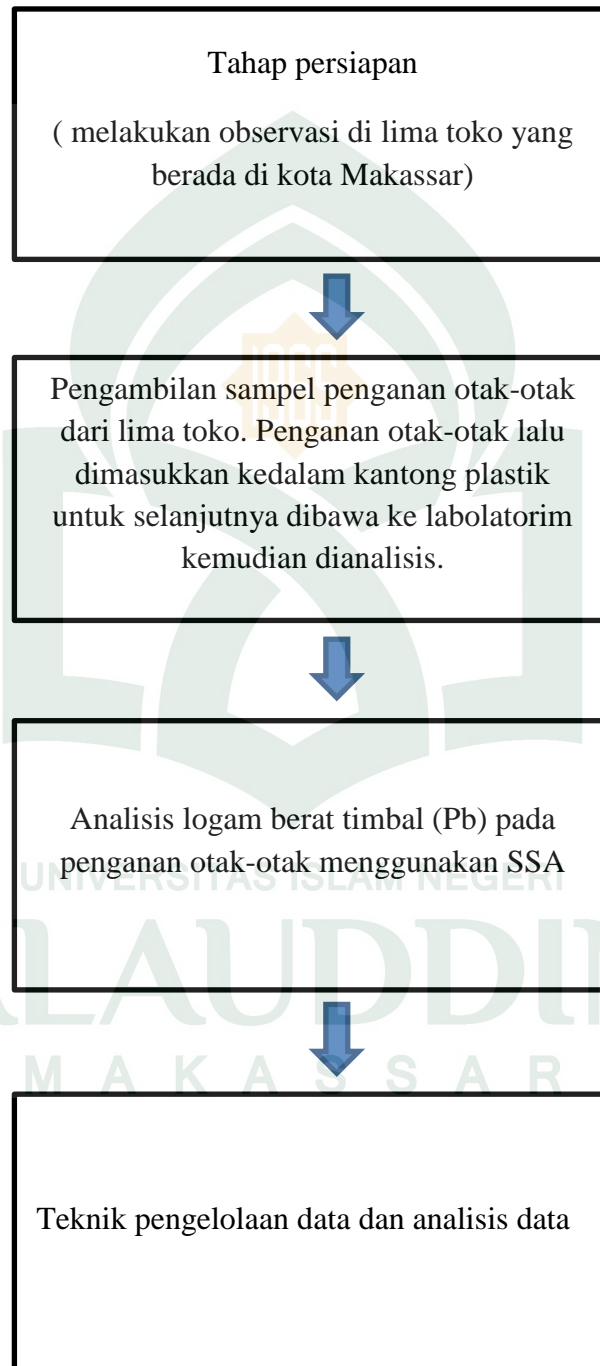 Tahap persiapan
( melakukan observasi di lima toko yang
berada di kota Makassar)
Pengambilan sampel penganan otak-otak
dari lima toko. Penganan otak-otak lalu
dimasukkan kedalam kantong plastik
untuk selanjutnya dibawa ke labolatorim
kemudian dianalisis.
Analisis logam berat timbal (Pb) pada
penganan otak-otak menggunakan SSA
UNIVERSITAS ISLAM NEGERI
ALAUDDIN
MAKASSAR
Teknik pengelolaan data dan analisis data